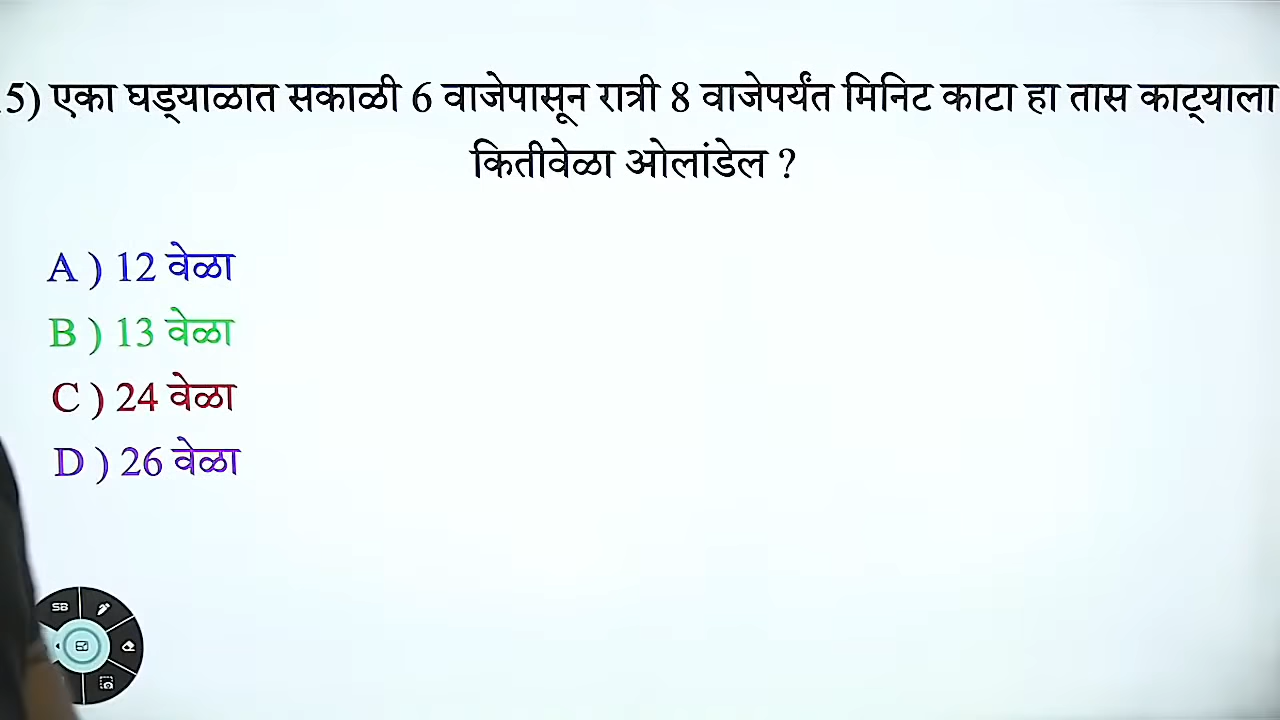 5) एका घड्याळात सकाळी 6 वाजेपासून रात्री 8 वाजेपर्यंत मिनिट काटा हा तास काट्याला
कितीवेळा ओलांडेल ?
A ) 12 वेळा
B ) 13 वेळा
C ) 24 वेळा
D ) 26 वेळा
SB